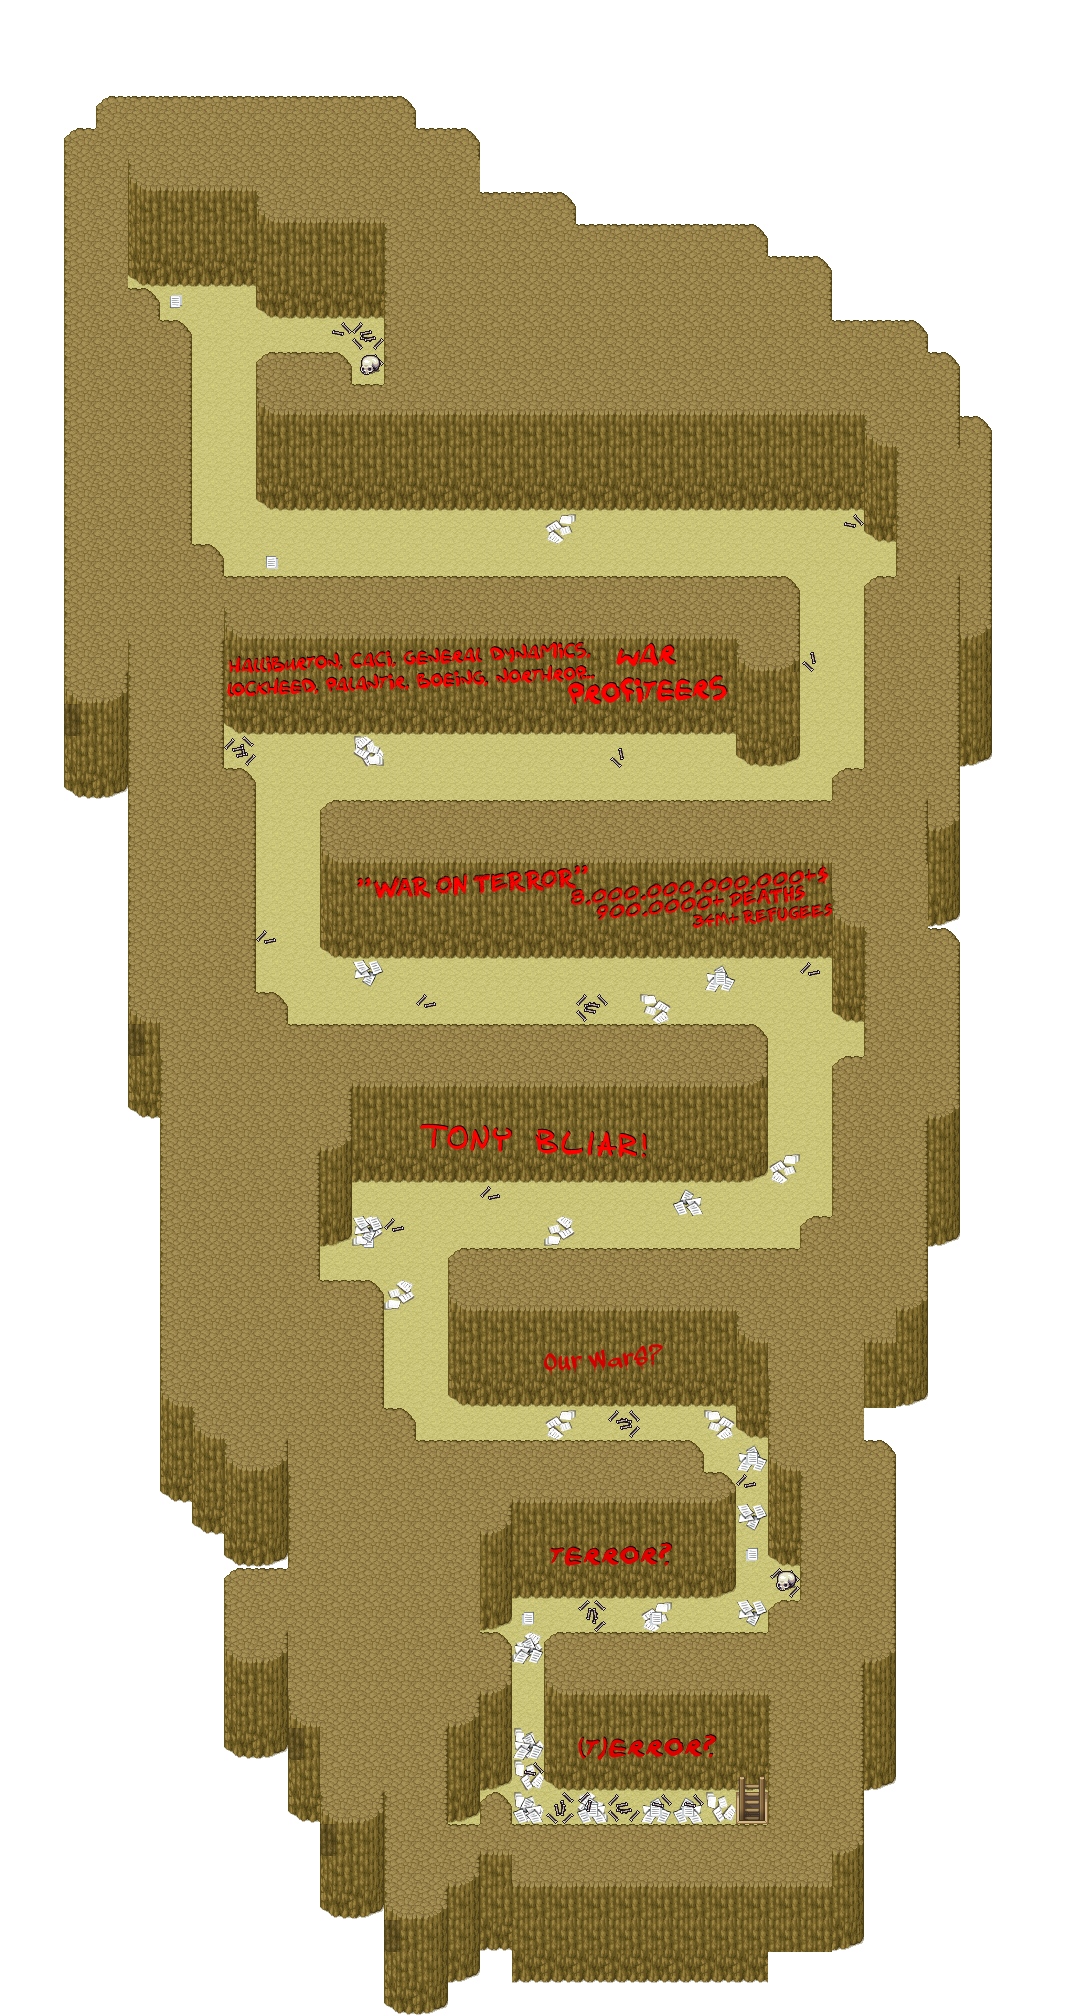 HALLIBURTON, CACI, GENERAL DYNAMICS,
LOCKHEED, PALANTIR, BOEING, NORTHROP...
WAR
PROFITEERS
"WAR ON TERROR"
8.000.000.000.000+$
900.0000+ DEATHS
34M+ REFUGEES
TONY BLIAR!
Our Wars?
TERROR?
(T)ERROR?